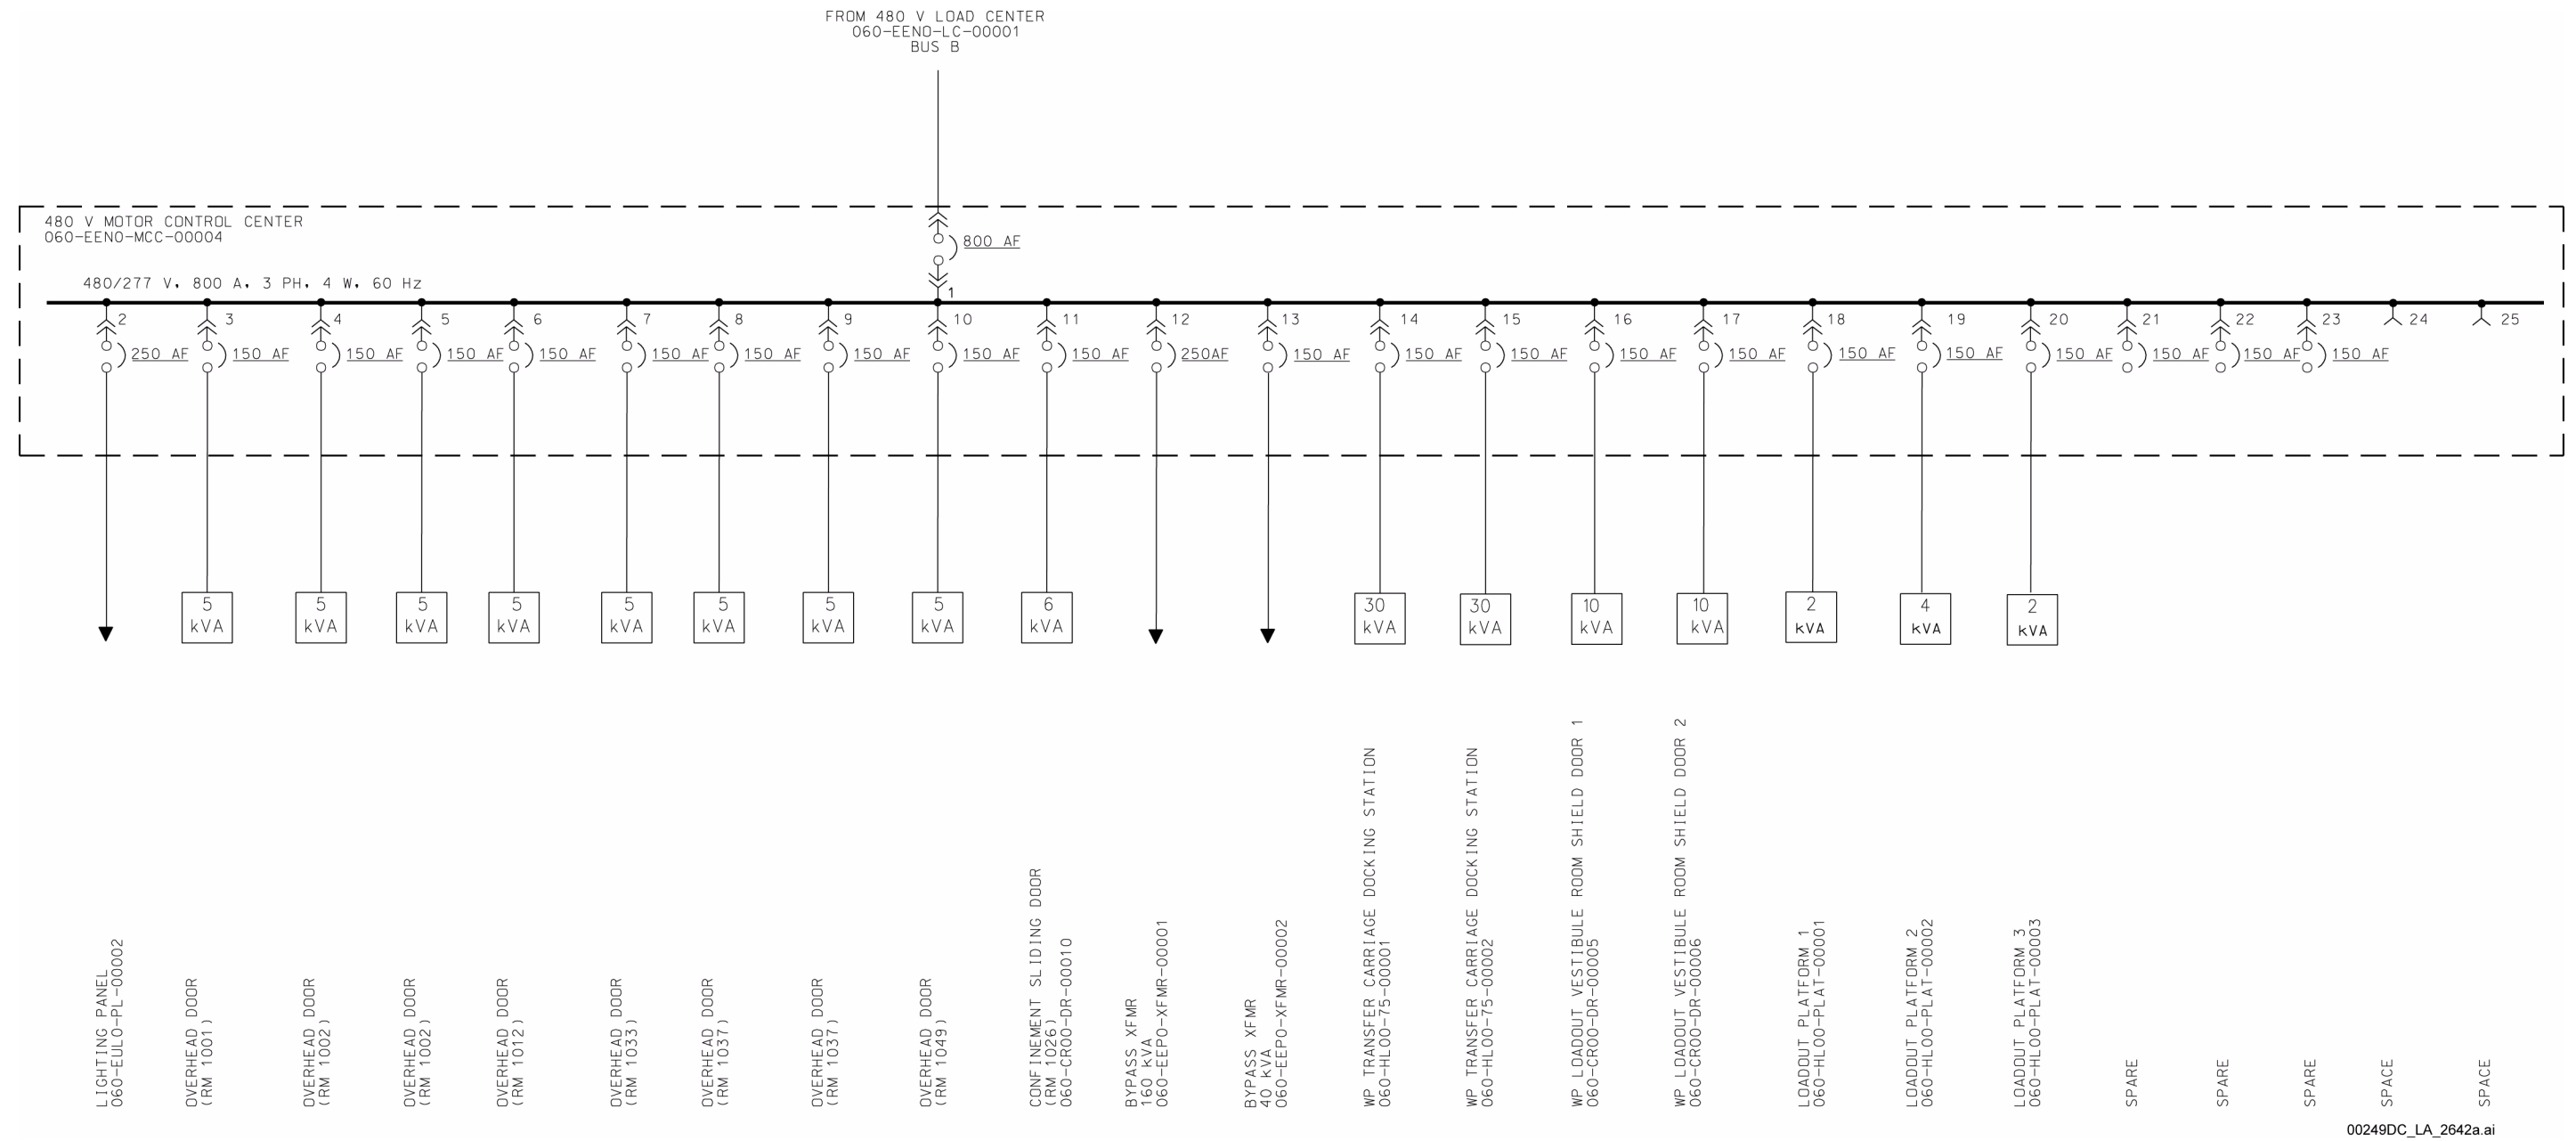 FROM 480 V LOAD CENTER
060-EEN0-LC-00001
BUS B
480 V MOTOR CONTROL CENTER
060-EEN0-MCC-00004
800 AF
480/277 V, 800 A, 3 PH, 4 W, 60 Hz
1
2
3
4
5
6
7
8
9
10
11
12
13
14
15
16
17
18
19
20
21
22
23
24
25
250 AF
150 AF
150 AF
150 AF
150 AF
150 AF
150 AF
150 AF
150 AF
150 AF
250AF
150 AF
150 AF
150 AF
150 AF
150 AF
150 AF
150 AF
150 AF
150 AF
150 AF
150 AF
5
kVA
5
kVA
5
kVA
5
kVA
5
kVA
5
kVA
5
kVA
5
kVA
6
kVA
30
kVA
30
kVA
10
kVA
10
kVA
2
kVA
4
kVA
2
kVA
LIGHTING PANEL
060-EUL0-PL-00002
OVERHEAD DOOR
(RM 1001)
OVERHEAD DOOR
(RM 1002)
OVERHEAD DOOR
(RM 1002)
OVERHEAD DOOR
(RM 1012)
OVERHEAD DOOR
(RM 1033)
OVERHEAD DOOR
(RM 1037)
OVERHEAD DOOR
(RM 1037)
OVERHEAD DOOR
(RM 1049)
CONFINEMENT SLIDING DOOR
(RM 1026)
060-CR00-DR-00010
BYPASS XFMR
160 kVA
060-EEP0-XFMR-00001
BYPASS XFMR
40 kVA
060-EEP0-XFMR-00002
WP TRANSFER CARRIAGE DOCKING STATION
060-HL00-75-00001
WP TRANSFER CARRIAGE DOCKING STATION
060-HL00-75-00002
WP LOADOUT VESTIBULE ROOM SHIELD DOOR 1
060-CR00-DR-00005
WP LOADOUT VESTIBULE ROOM SHIELD DOOR 2
060-CR00-DR-00006
LOADOUT PLATFORM 1
060-HL00-PLAT-00001
LOADOUT PLATFORM 2
060-HL00-PLAT-00002
LOADOUT PLATFORM 3
060-HL00-PLAT-00003
SPARE
SPARE
SPARE
SPACE
SPACE
00249DC_LA_2642a.ai